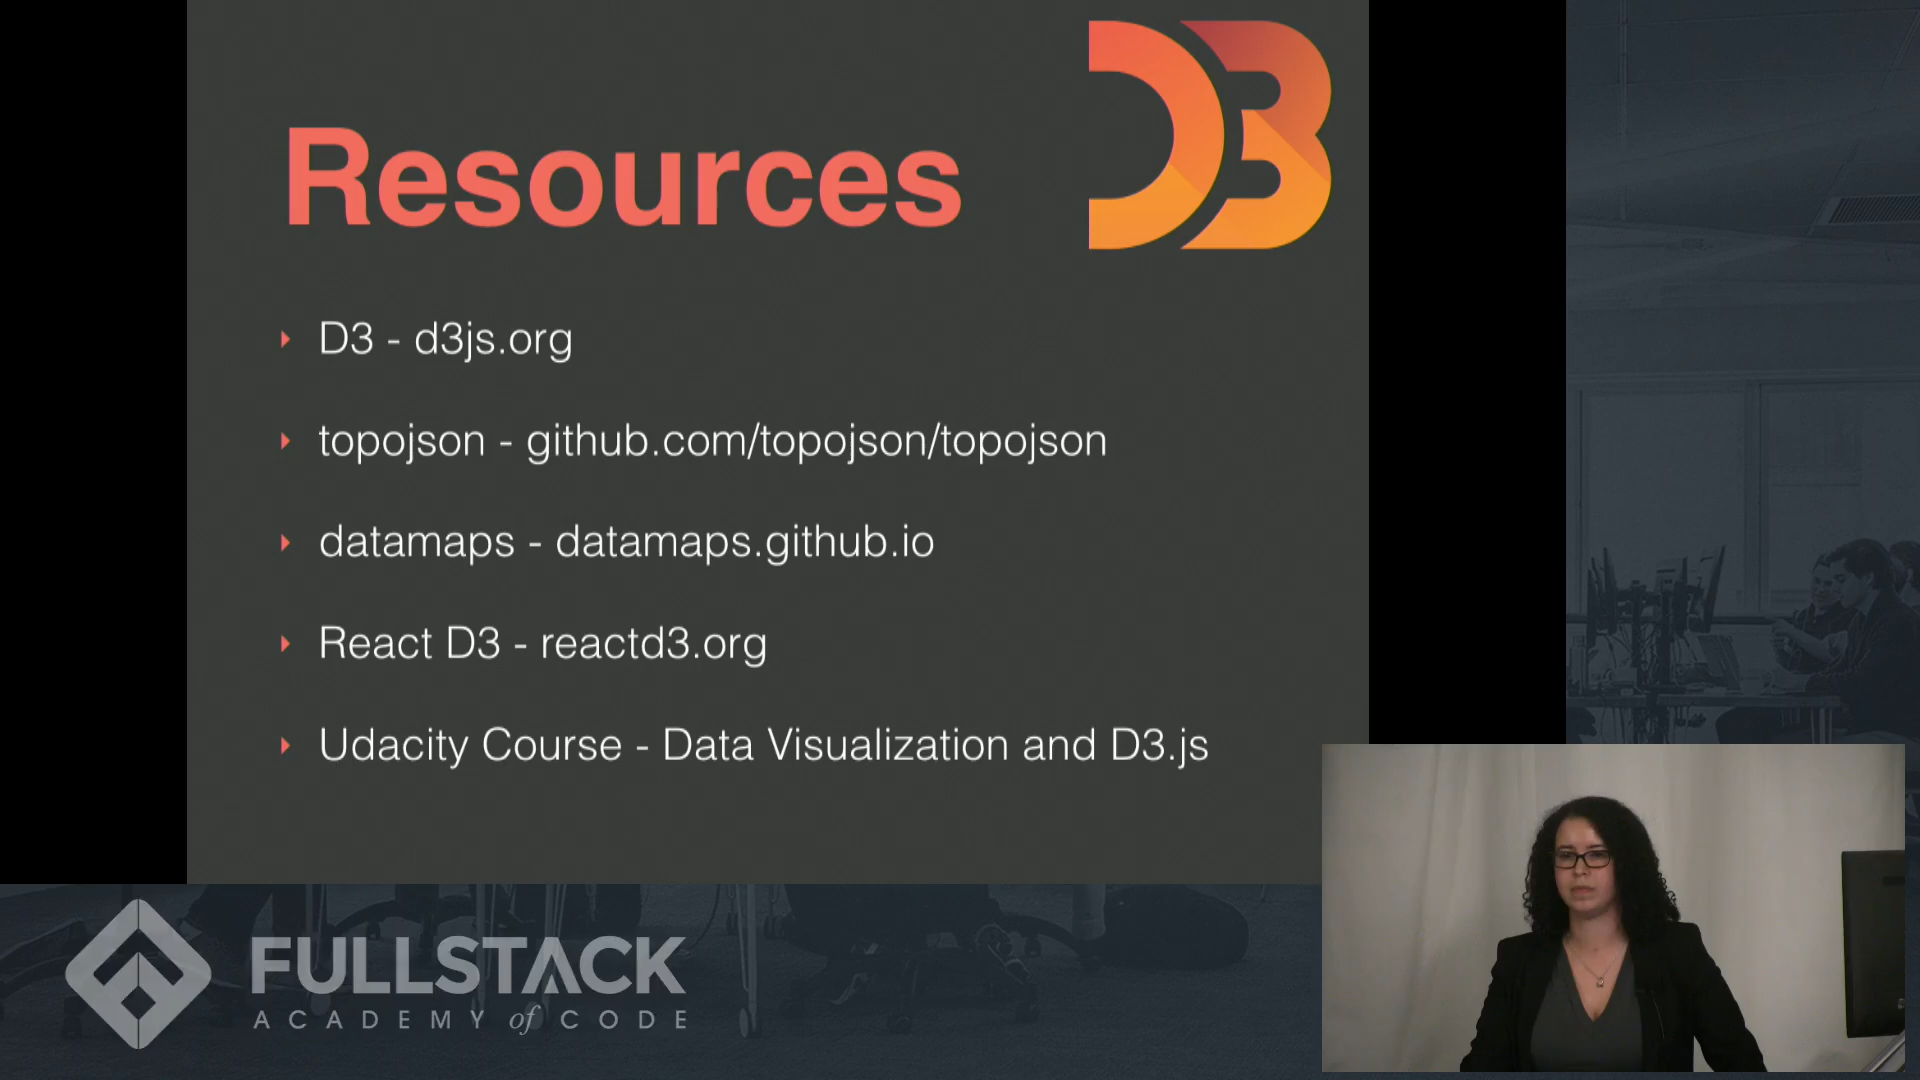 D3
Resources
D3 - d3js.org
topojson - github.com/topojson/topojson
datamaps - datamaps.github.io
React D3 - reactd3.org
Udacity Course - Data Visualization and D3.js
FULLSTACK
ACADEMY of CODE